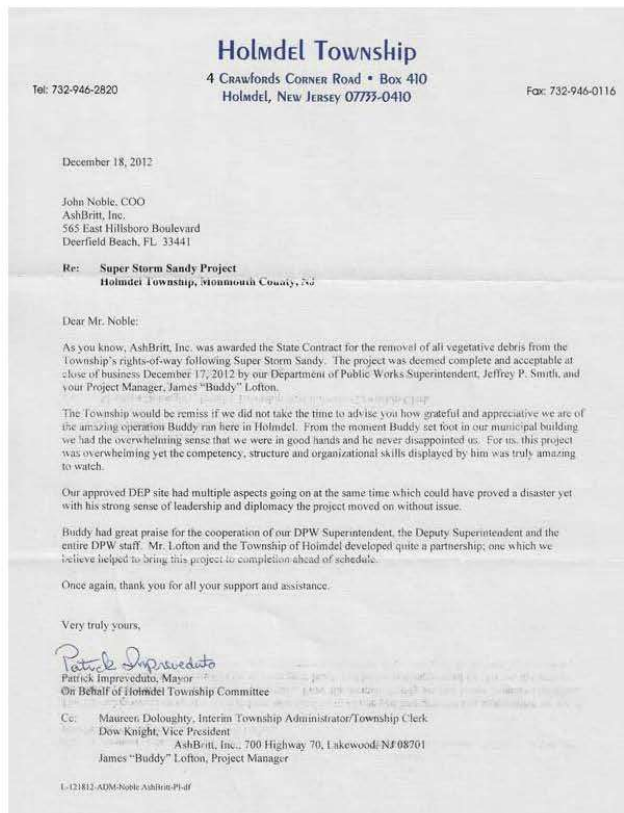 Holmdel Township
4 Crawfords Corner Road • Box 410
Tel: 732-946-2820
Holmdel, New Jersey 07733-0410
Fax: 732-946-0116
December 18, 2012
John Noble, COO
AshBritt, Inc.
565 East Hillsboro Boulevard
Deerfield Beach, FL 33441
Re: Super Storm Sandy Project
Holmdel Township, Monmouth County, NJ
Dear Mr. Noble:
As you know, AshBritt, Inc. was awarded the State Contract for the removal of all vegetative debris from the
Township's rights-of-way following Super Storm Sandy. The project was deemed complete and acceptable at
close of business December 17, 2012 by our Department of Public Works Superintendent, Jeffrey P. Smith, and
your Project Manager, James "Buddy" Lofton.
The Township would be remiss if we did not take the time to advise you how grateful and appreciative we are of
the amazing operation Buddy ran here in Holmdel. From the moment Buddy set foot in our municipal building
we had the overwhelming sense that we were in good hands and he never disappointed us. For us, this project
was overwhelming yet the competency, structure and organizational skills displayed by him was truly amazing
to watch.
Our approved DEP site had multiple aspects going on at the same time which could have proved a disaster yet
with his strong sense of leadership and diplomacy the project moved on without issue.
Buddy had great praise for the cooperation of our DPW Superintendent, the Deputy Superintendent and the
entire DPW staff. Mr. Lofton and the Township of Holmdel developed quite a partnership; one which we
believe helped to bring this project to completion ahead of schedule.
Once again, thank you for all your support and assistance.
Very truly yours,
Patrick Impreveduto
Patrick Impreveduto, Mayor
On Behalf of Holmdel Township Committee
Cc: Maureen Doloughty, Interim Township Administrator/Township Clerk
Dow Knight, Vice President
AshBritt, Inc., 700 Highway 70, Lakewood, NJ 08701
James "Buddy" Lofton, Project Manager
L-121812-ADM-Noble AshBritt-PI-df